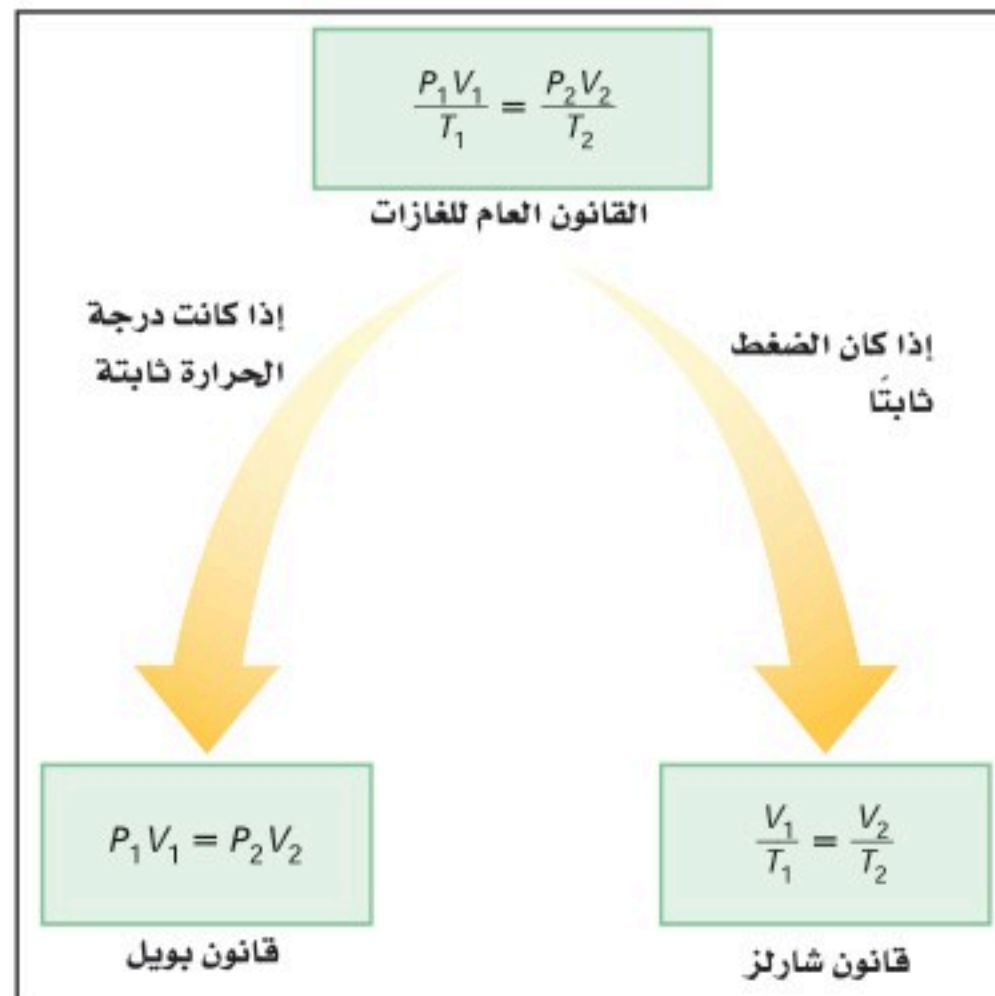 P₁V₁/T₁ = P₂V₂/T₂
القانون العام للغازات
إذا كان الضغط
ثابتًا
إذا كانت درجة
الحرارة ثابتة
V₁/T₁ = V₂/T₂
قانون شارلز
P₁V₁ = P₂V₂
قانون بويل